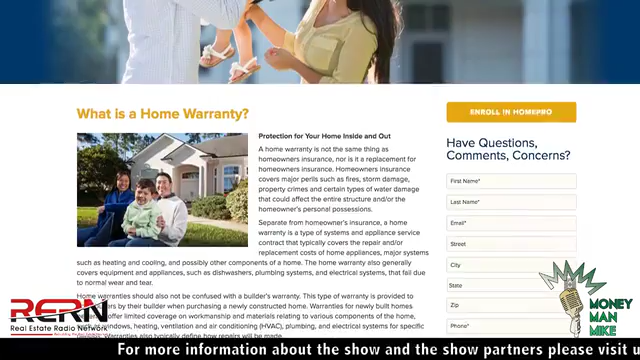 What is a Home Warranty?
Protection for Your Home Inside and Out
A home warranty is not the same thing as
homeowners insurance, nor is it a replacement for
homeowners insurance. Homeowners insurance
covers major perils such as fires, storm damage,
property crimes and certain types of water damage
that could affect the entire structure and/or the
homeowner's personal possessions.
Separate from homeowner's insurance, a home
warranty is a type of systems and appliance service
contract that typically covers the repair and/or
replacement costs of home appliances, major systems
such as heating and cooling, and possibly other components of a home. The home warranty also generally
covers equipment and appliances, such as dishwashers, plumbing systems, and electrical systems, that fail due
to normal wear and tear.
Home warranties should also not be confused with a builder's warranty. This type of warranty is provided to
ers by their builder when purchasing a newly constructed home. Warranties for newly built homes
offer limited coverage on workmanship and materials relating to various components of the home,
windows, heating, ventilation and air conditioning (HVAC), plumbing, and electrical systems for specific
Warranties also typically define how repairs will be made.
ENROLL IN HOMEPRO
Have Questions,
Comments, Concerns?
First Name*
Last Name*
Email*
Street
City
State
Zip
Phone*
RERN
Real Estate Radio Network
MONEY
MAN
MIKE
For more information about the show and the show partners please visit u